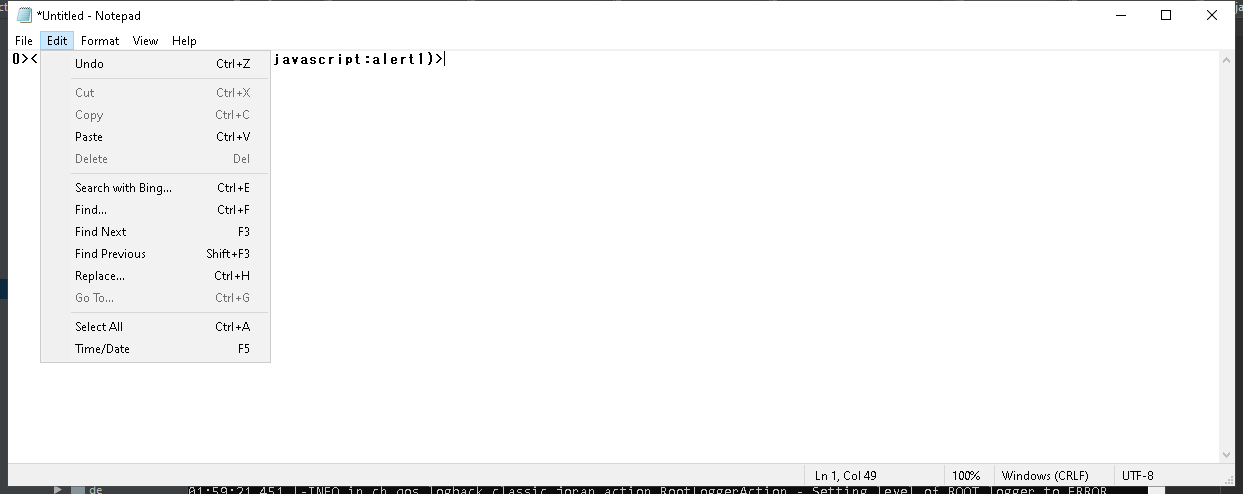 *Untitled - Notepad
File Edit Format View Help
0>< javascript:alert1)>
Undo Ctrl+Z
Cut Ctrl+X
Copy Ctrl+C
Paste Ctrl+V
Delete Del
Search with Bing... Ctrl+E
Find... Ctrl+F
Find Next F3
Find Previous Shift+F3
Replace... Ctrl+H
Go To... Ctrl+G
Select All Ctrl+A
Time/Date F5
Ln 1, Col 49 100% Windows (CRLF) UTF-8
de 01:59:21,451 |-INFO in ch.qos.logback.classic.joran.action.RootLoggerAction - Setting level of ROOT logger to ERROR